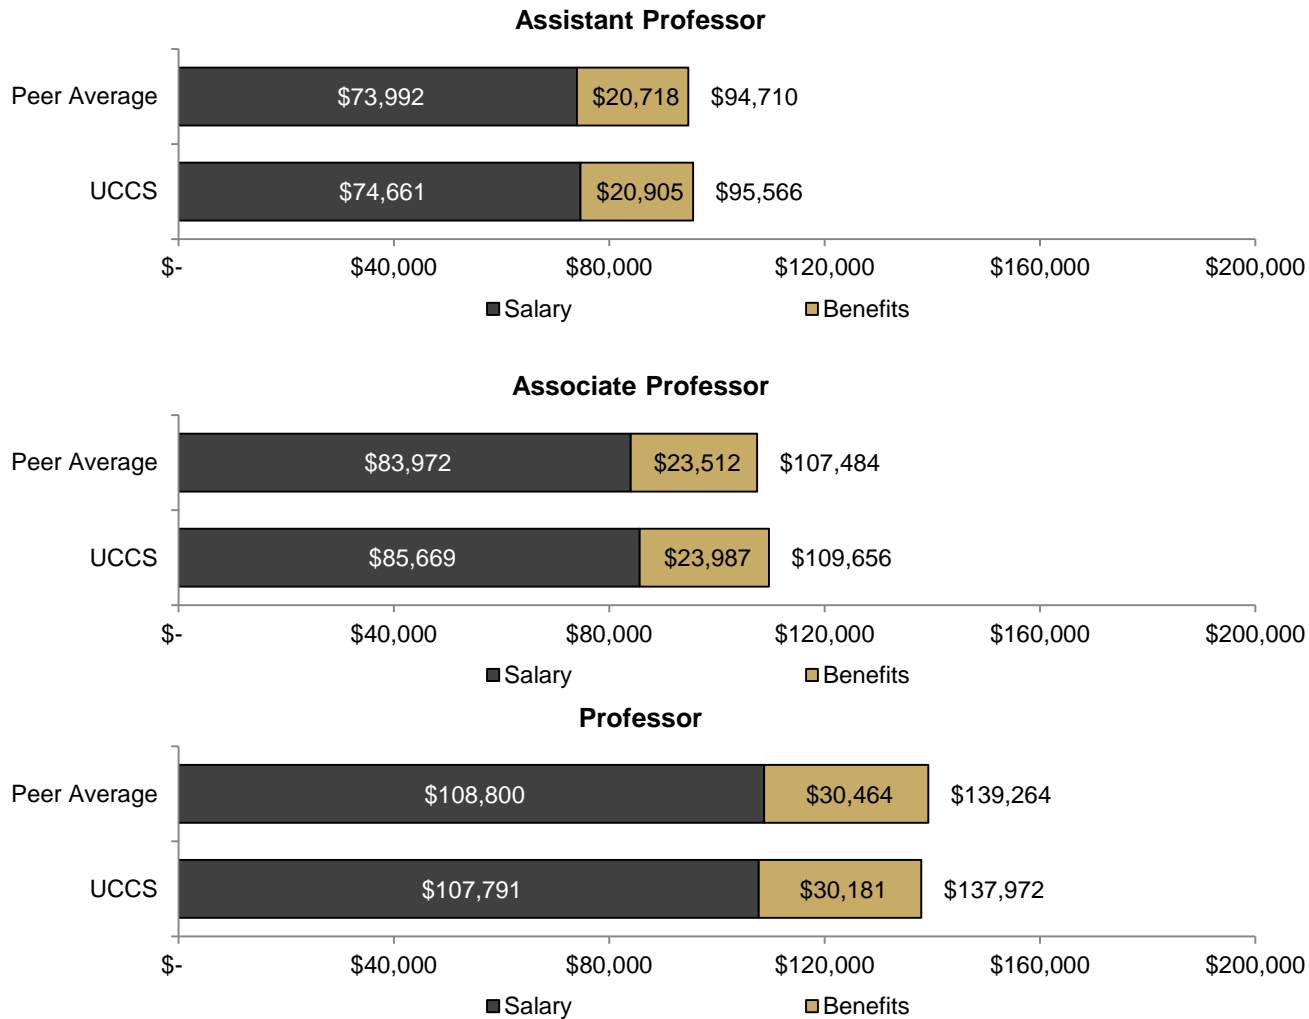 Assistant Professor
Peer Average $73,992 $20,718 $94,710
UCCS $74,661 $20,905 $95,566
$- $40,000 $80,000 $120,000 $160,000 $200,000
Salary Benefits
Associate Professor
Peer Average $83,972 $23,512 $107,484
UCCS $85,669 $23,987 $109,656
$- $40,000 $80,000 $120,000 $160,000 $200,000
Salary Benefits
Professor
Peer Average $108,800 $30,464 $139,264
UCCS $107,791 $30,181 $137,972
$- $40,000 $80,000 $120,000 $160,000 $200,000
Salary Benefits